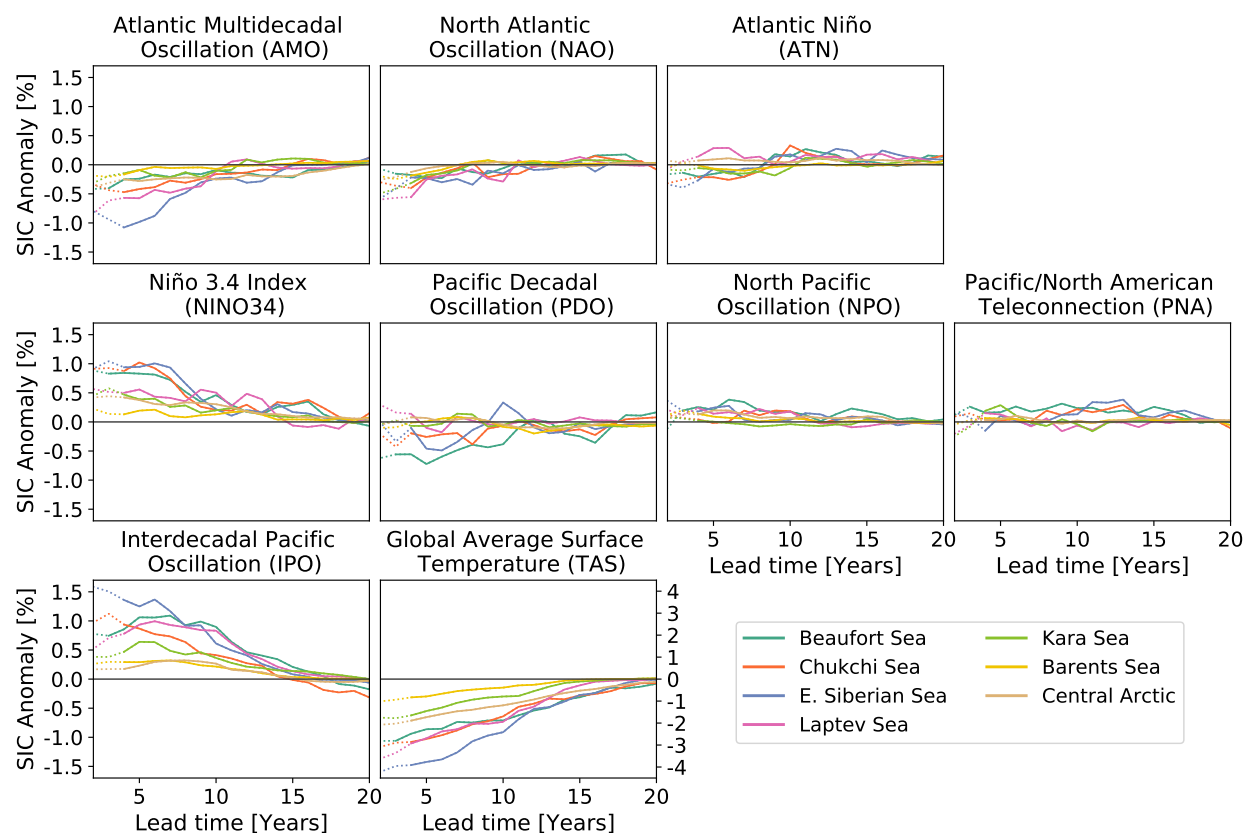 Atlantic Multidecadal
Oscillation (AMO)
North Atlantic
Oscillation (NAO)
Atlantic Niño
(ATN)
SIC Anomaly [%]
1.5
1.0
0.5
0.0
-0.5
-1.0
-1.5
Niño 3.4 Index
(NINO34)
Pacific Decadal
Oscillation (PDO)
North Pacific
Oscillation (NPO)
Pacific/North American
Teleconnection (PNA)
SIC Anomaly [%]
1.5
1.0
0.5
0.0
-0.5
-1.0
-1.5
5 10 15 20
Lead time [Years]
5 10 15 20
Lead time [Years]
Interdecadal Pacific
Oscillation (IPO)
Global Average Surface
Temperature (TAS)
SIC Anomaly [%]
1.5
1.0
0.5
0.0
-0.5
-1.0
-1.5
4
3
2
1
0
-1
-2
-3
-4
5 10 15 20
Lead time [Years]
5 10 15 20
Lead time [Years]
Beaufort Sea
Chukchi Sea
E. Siberian Sea
Laptev Sea
Kara Sea
Barents Sea
Central Arctic